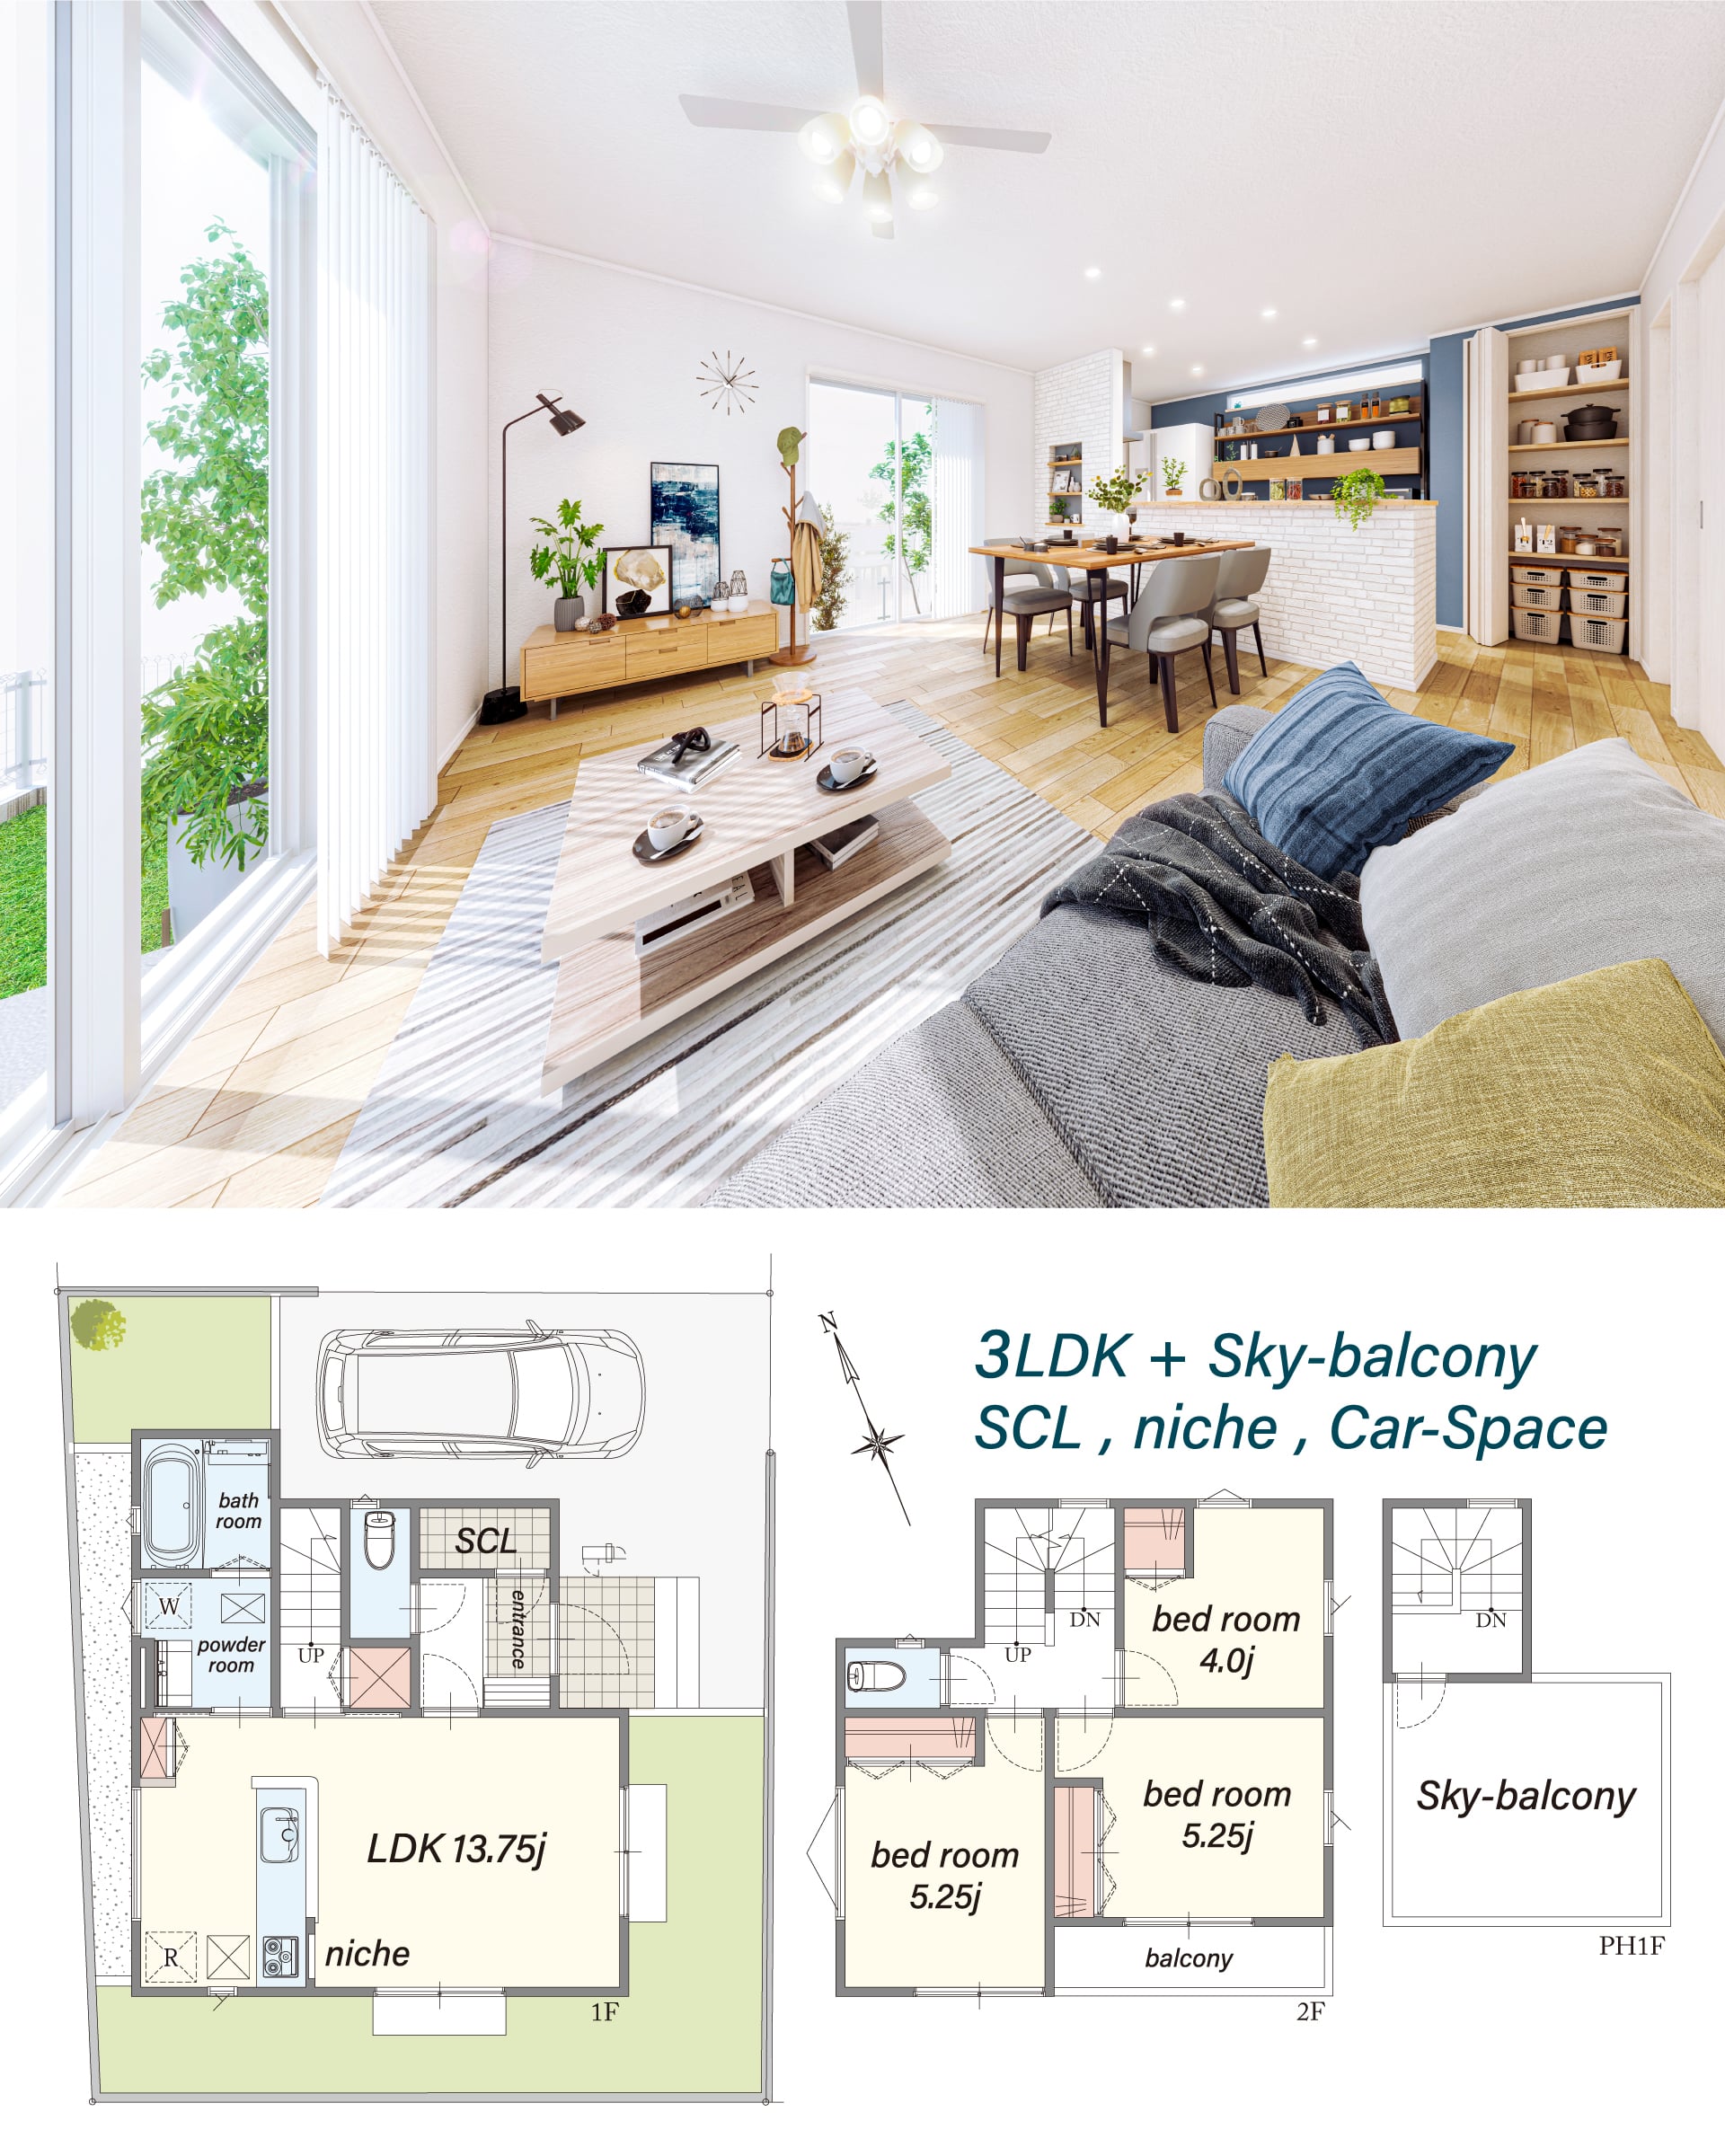 N
3LDK + Sky-balcony
SCL , niche , Car-Space
bath
room
SCL
W
powder
room
UP
entrance
LDK 13.75j
R
niche
1F
DN
UP
bed room
4.0j
bed room
5.25j
bed room
5.25j
balcony
2F
DN
Sky-balcony
PH1F